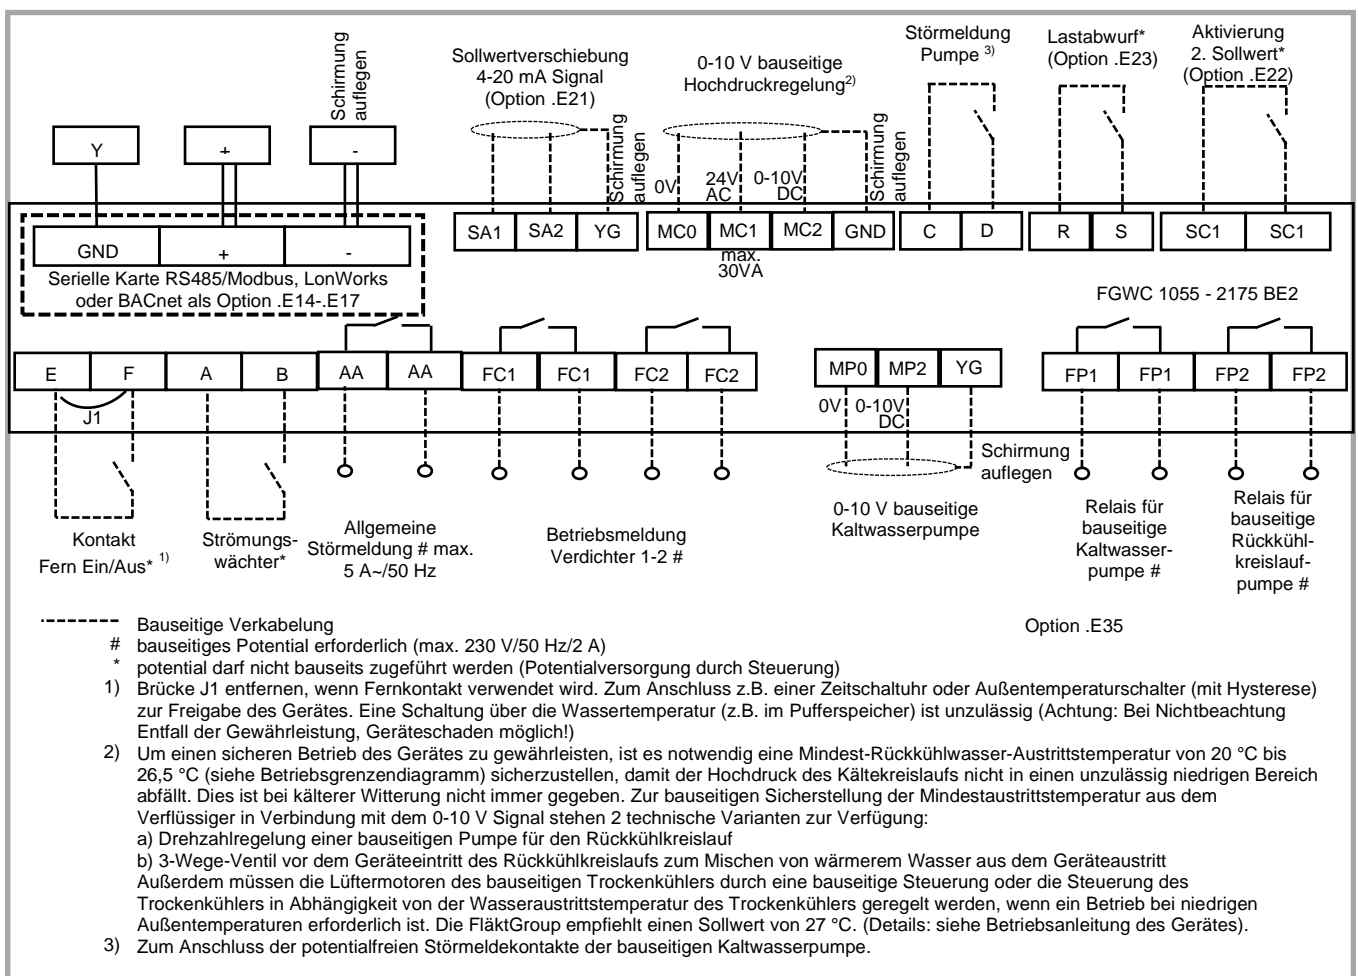 Schirmung
auflegen
Sollwertverschiebung
4-20 mA Signal
(Option .E21)
0-10 V bauseitige
Hochdruckregelung2)
Störmeldung
Pumpe 3)
Lastabwurf*
(Option .E23)
Aktivierung
2. Sollwert*
(Option .E22)
Y
+
-
Schirmung
auflegen
0V
24V
AC
0-10V
DC
Schirmung
auflegen
GND
+
-
SA1
SA2
YG
MC0
MC1
MC2
GND
C
D
R
S
SC1
SC1
max.
30VA
Serielle Karte RS485/Modbus, LonWorks
oder BACnet als Option .E14-.E17
FGWC 1055 - 2175 BE2
E
F
A
B
AA
AA
FC1
FC1
FC2
FC2
MP0
MP2
YG
FP1
FP1
FP2
FP2
J1
0V
0-10V
DC
Schirmung
auflegen
Kontakt
Fern Ein/Aus* 1)
Strömungs-
wächter*
Allgemeine
Störmeldung # max.
5 A~/50 Hz
Betriebsmeldung
Verdichter 1-2 #
0-10 V bauseitige
Kaltwasserpumpe
Relais für
bauseitige
Kaltwasser-
pumpe #
Relais für
bauseitige
Rückkühl-
kreislauf-
pumpe #
Bauseitige Verkabelung
Option .E35
# bauseitiges Potential erforderlich (max. 230 V/50 Hz/2 A)
* potential darf nicht bauseits zugeführt werden (Potentialversorgung durch Steuerung)
1) Brücke J1 entfernen, wenn Fernkontakt verwendet wird. Zum Anschluss z.B. einer Zeitschaltuhr oder Außentemperaturschalter (mit Hysterese)
zur Freigabe des Gerätes. Eine Schaltung über die Wassertemperatur (z.B. im Pufferspeicher) ist unzulässig (Achtung: Bei Nichtbeachtung
Entfall der Gewährleistung, Geräteschaden möglich!)
2) Um einen sicheren Betrieb des Gerätes zu gewährleisten, ist es notwendig eine Mindest-Rückkühlwasser-Austrittstemperatur von 20 °C bis
26,5 °C (siehe Betriebsgrenzendiagramm) sicherzustellen, damit der Hochdruck des Kältekreislaufs nicht in einen unzulässig niedrigen Bereich
abfällt. Dies ist bei kälterer Witterung nicht immer gegeben. Zur bauseitigen Sicherstellung der Mindestaustrittstemperatur aus dem
Verflüssiger in Verbindung mit dem 0-10 V Signal stehen 2 technische Varianten zur Verfügung:
a) Drehzahlregelung einer bauseitigen Pumpe für den Rückkühlkreislauf
b) 3-Wege-Ventil vor dem Geräteeintritt des Rückkühlkreislaufs zum Mischen von wärmerem Wasser aus dem Geräteaustritt
Außerdem müssen die Lüftermotoren des bauseitigen Trockenkühlers durch eine bauseitige Steuerung oder die Steuerung des
Trockenkühlers in Abhängigkeit von der Wasseraustrittstemperatur des Trockenkühlers geregelt werden, wenn ein Betrieb bei niedrigen
Außentemperaturen erforderlich ist. Die FläktGroup empfiehlt einen Sollwert von 27 °C. (Details: siehe Betriebsanleitung des Gerätes).
3) Zum Anschluss der potentialfreien Störmeldekontakte der bauseitigen Kaltwasserpumpe.